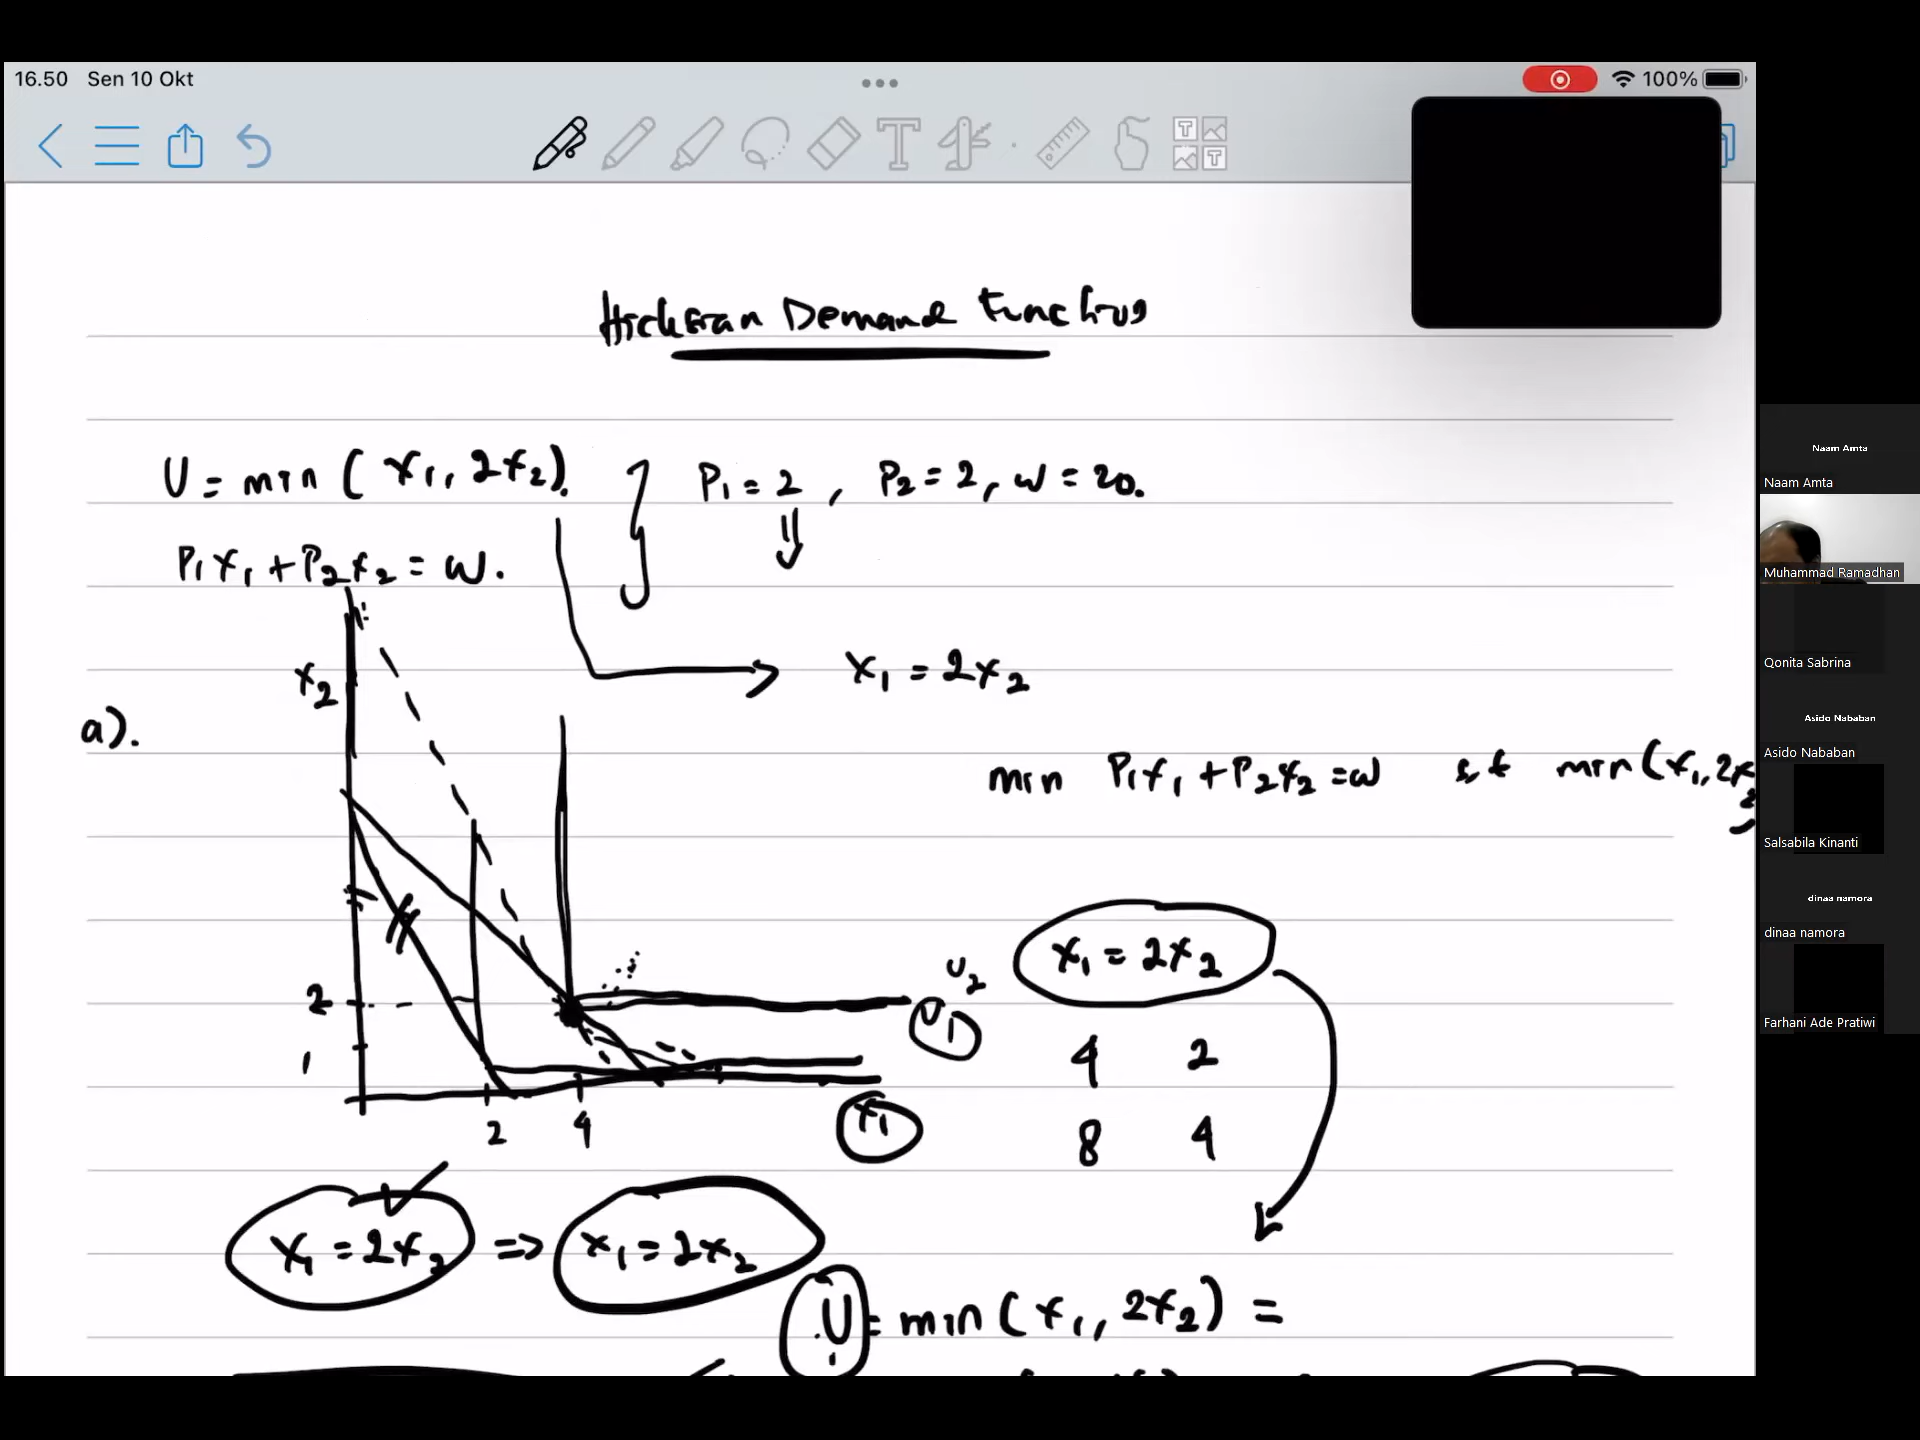 16.50 Sen 10 Okt
100%
Hicksian Demand Functions
U = min ( x1, 2x2).
P1 = 2 , P2 = 2, w = 20.
P1x1 + P2x2 = w.
x1 = 2x2
x2
a).
min P1x1 + P2x2 = w s.t min(x1, 2x2)
x1 = 2x2
U2
U1
2
1
4 2
8 4
2 4
x1
x1 = 2x2 => x1 = 2x2
U = min (x1, 2x2) =
Naam Amta
Naam Amta
Muhammad Ramadhan
Qonita Sabrina
Asido Nababan
Asido Nababan
Salsabila Kinanti
dinaa namora
dinaa namora
Farhani Ade Pratiwi